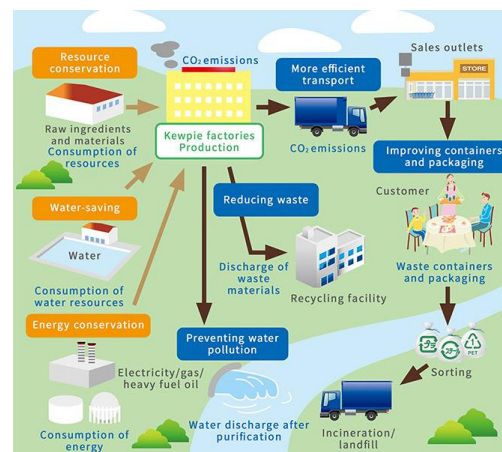 Resource
conservation
CO₂ emissions
More efficient
transport
Sales outlets
STORE
Raw ingredients
and materials
Consumption of
resources
Kewpie factories
Production
CO₂ emissions
Improving containers
and packaging
Customer
Water-saving
Water
Consumption of
water resources
Reducing waste
Discharge of
waste
materials
Recycling facility
Waste containers
and packaging
Energy conservation
Electricity/gas/
heavy fuel oil
Consumption of
energy
Preventing water
pollution
Water discharge after
purification
プラ
1
PET
Sorting
Incineration/
landfill